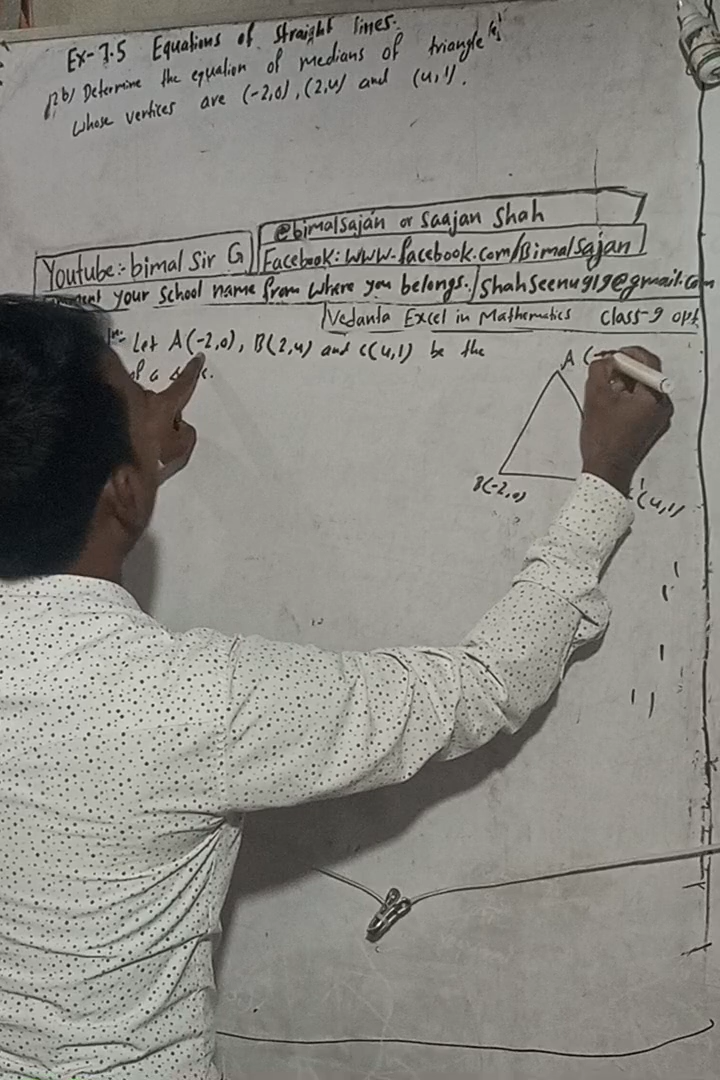 Ex-7.5 Equations of straight lines.
2b) Determine the equation of medians of triangle
whose vertices are (-2,0), (2,4) and (4,1).
@bimalsajan or Saajan Shah
Youtube:- bimal Sir G
Facebook: www.facebook.com/Bimalsajan
your school name from where you belongs./shahseenu919@gmail.com
/Vedanta Excel in Mathematics class-9 opt
Let A(-2,0), B(2,4) and C(4,1) be the
of a
A (
B(-2,0)
C(4,1)